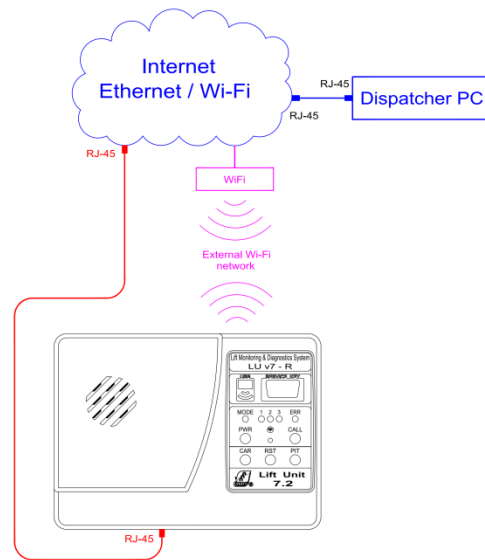 Internet
Ethernet / Wi-Fi
RJ-45
RJ-45
Dispatcher PC
RJ-45
WiFi
External Wi-Fi
network
Lift Monitoring & Diagnostics System
LU v7 - R
SERVICE KEY
MODE 1 2 3 ERR
PWR CALL
CAR RST PIT
Lift Unit
7.2
RJ-45